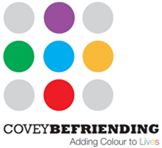 COVEYBEFRIENDING
Adding Colour to Lives